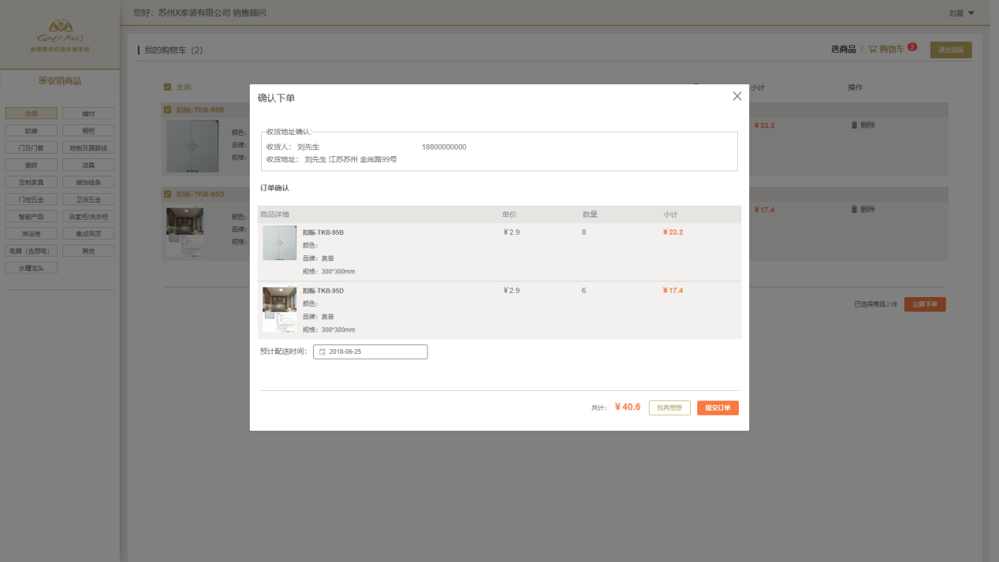 您好：苏州X家装有限公司 销售顾问
刘量
GOLDMIS
金螳螂供应链外销系统
促销商品
全部
辅材
软装
橱柜
门及门套
地板及踢脚线
瓷砖
洁具
定制家具
装饰线条
门控五金
卫浴五金
智能产品
浴室柜/洗衣柜
淋浴房
集成吊顶
电器（含厨电）
其他
水槽龙头
我的购物车（2）
选商品 / 购物车 2
退出选品
全选
小计
操作
扣板-TKB-95B
颜色:
品牌:
规格:
￥23.2
删除
扣板-TKB-95D
颜色:
品牌:
规格:
￥17.4
删除
已选择商品2件
立即下单
确认下单
收货地址确认:
收货人： 刘先生 18800000000
收货地址： 刘先生 江苏苏州 金尚路99号
订单确认
商品详情 单价 数量 小计
扣板-TKB-95B ￥2.9 8 ￥23.2
颜色：
品牌：奥普
规格：300*300mm
扣板-TKB-95D ￥2.9 6 ￥17.4
颜色：
品牌：奥普
规格：300*300mm
预计配送时间： 2018-06-25
共计： ￥40.6
我再想想
提交订单